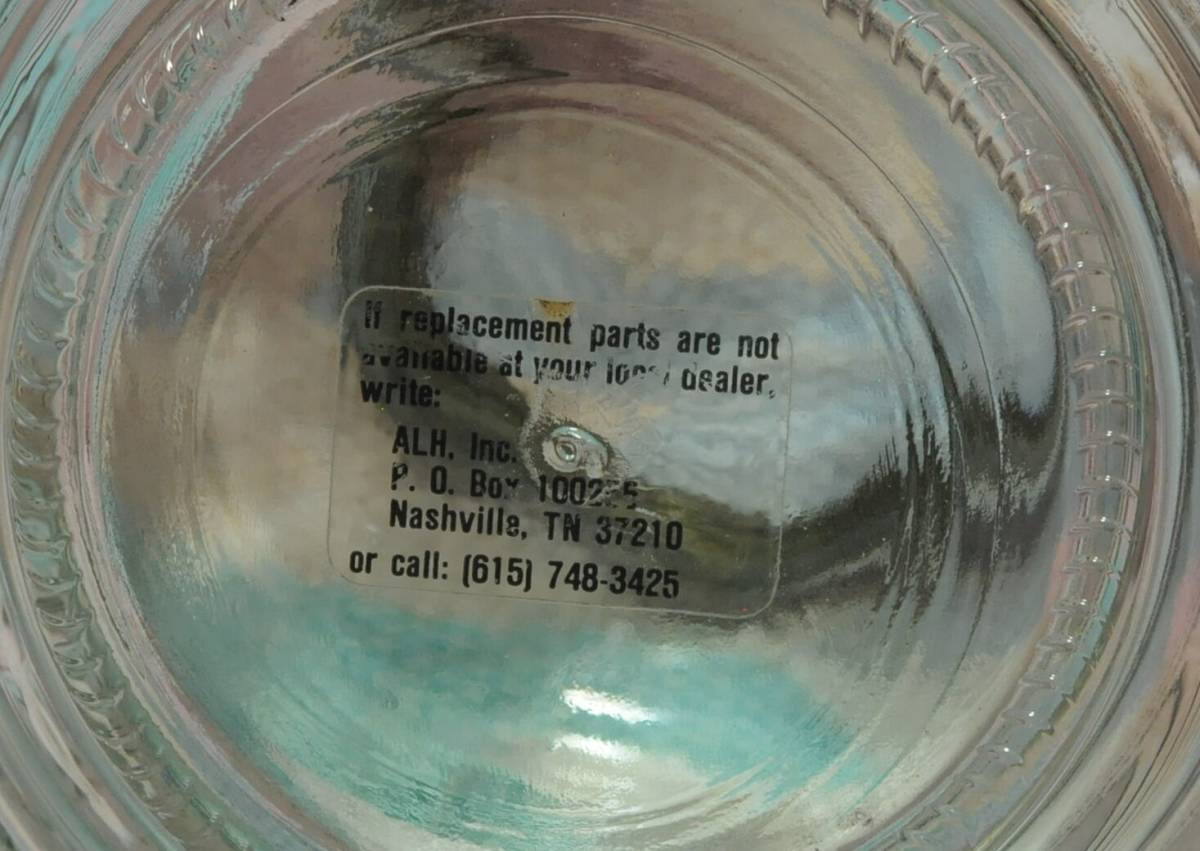 If replacement parts are not
available at your local dealer,
write:
ALH, Inc.
P. O. Box
Nashville, TN 37210
or call: (615) 748-3425